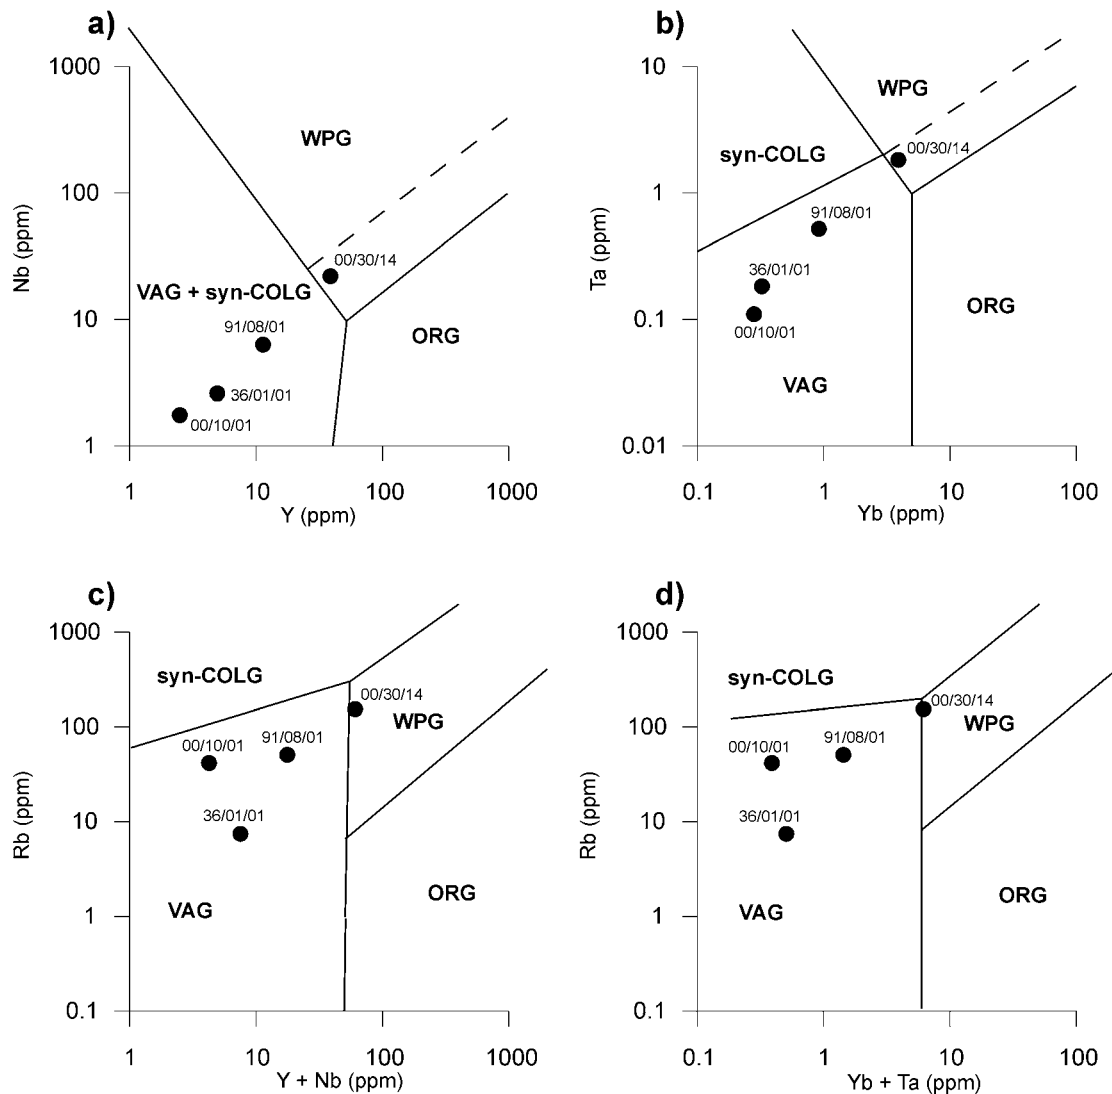 a)
1000
100
10
1
Nb (ppm)
WPG
00/30/14
VAG + syn-COLG
91/08/01
ORG
36/01/01
00/10/01
1 10 100 1000
Y (ppm)
b)
10
1
0.1
0.01
Ta (ppm)
WPG
syn-COLG
00/30/14
91/08/01
36/01/01
ORG
00/10/01
VAG
0.1 1 10 100
Yb (ppm)
c)
1000
100
10
1
0.1
Rb (ppm)
syn-COLG
00/30/14
WPG
00/10/01 91/08/01
36/01/01
ORG
VAG
1 10 100 1000
Y + Nb (ppm)
d)
1000
100
10
1
0.1
Rb (ppm)
syn-COLG
00/30/14
WPG
00/10/01 91/08/01
36/01/01
ORG
VAG
0.1 1 10 100
Yb + Ta (ppm)